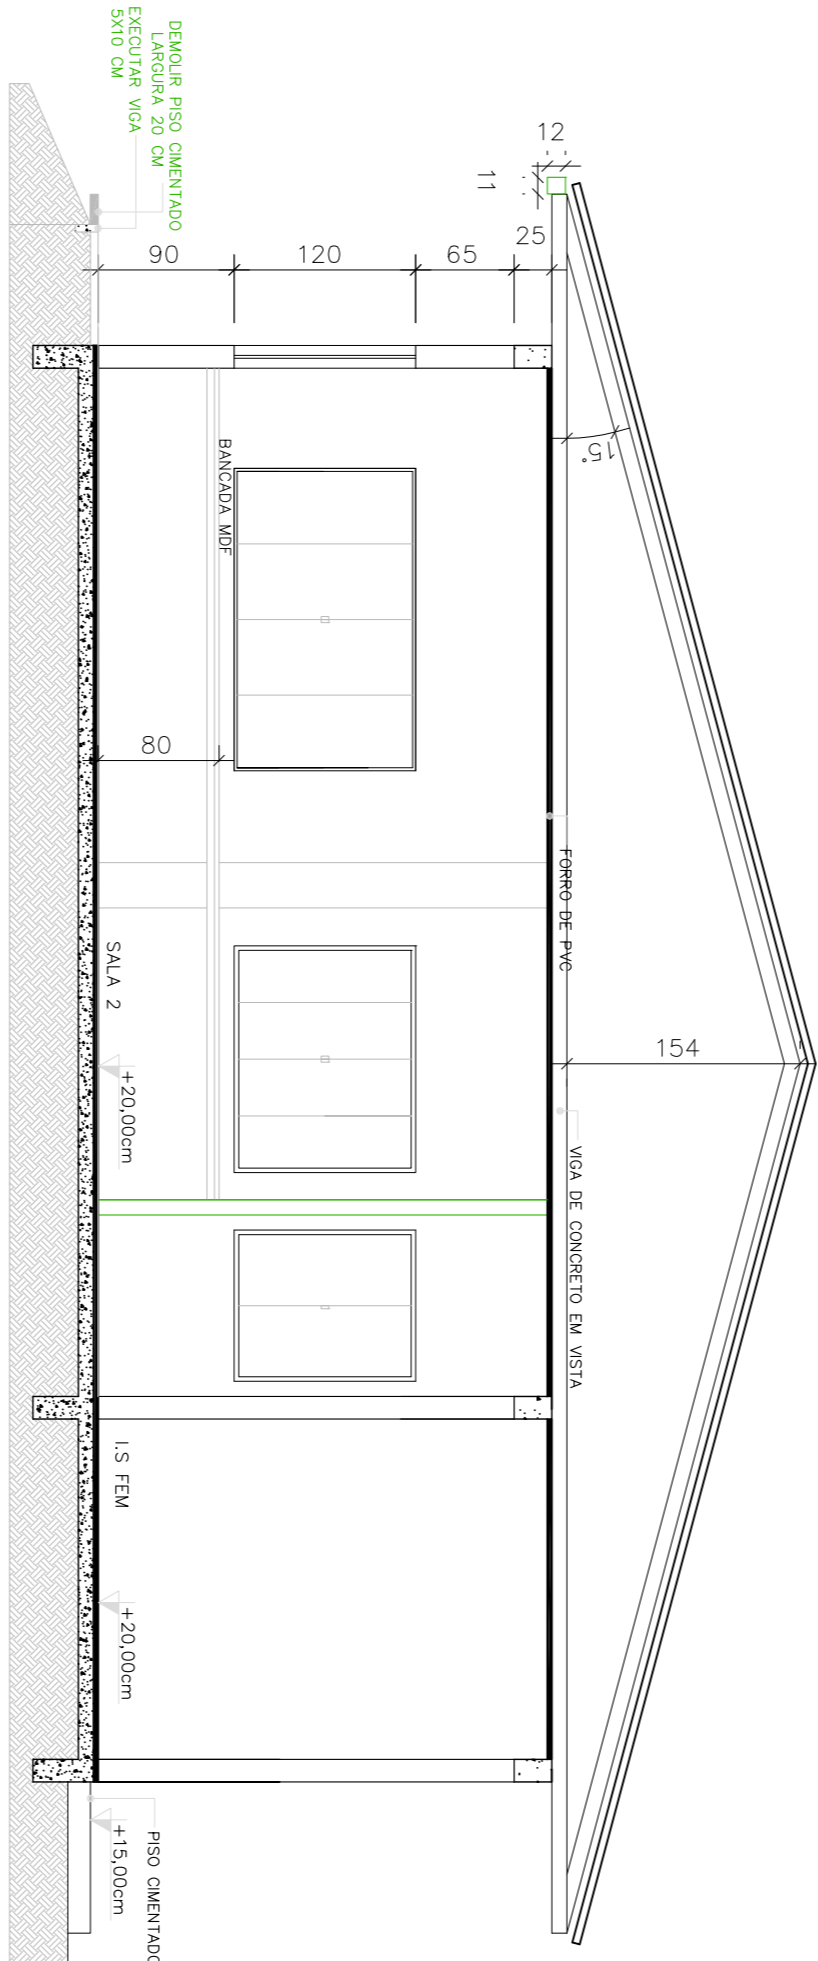 DEMOLIR PISO CIMENTADO
LARGURA 20 CM
EXECUTAR VIGA
5X10 CM
12
11
90
120
65
25
15°
BANCADA MDF
80
FORRO DE PVC
SALA 2
+20,00cm
154
VIGA DE CONCRETO EM VISTA
I.S FEM
+20,00cm
PISO CIMENTADO
+15,00cm